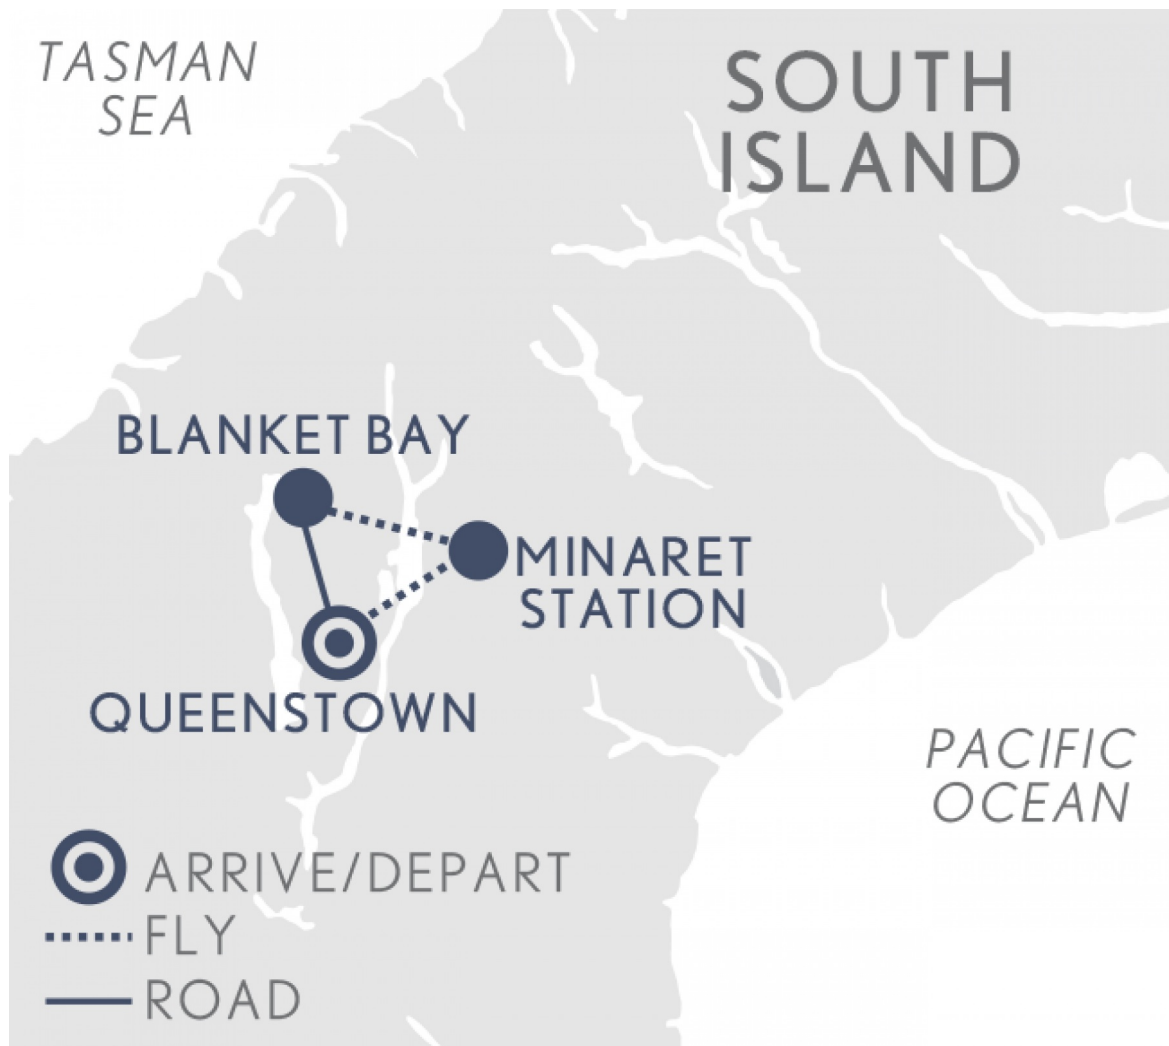 TASMAN
SEA
SOUTH
ISLAND
BLANKET BAY
MINARET
STATION
QUEENSTOWN
PACIFIC
OCEAN
ARRIVE/DEPART
FLY
ROAD